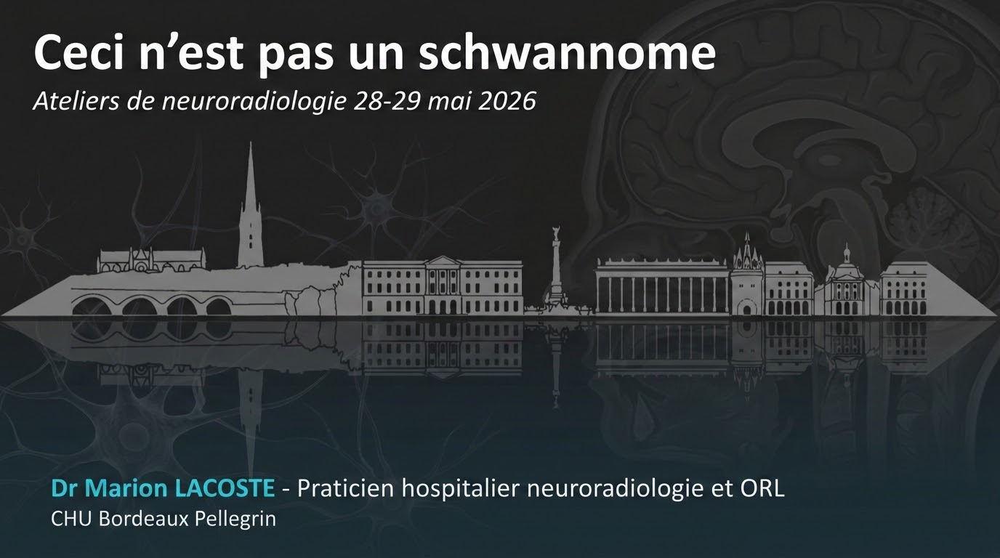 Ceci n’est pas un schwannome
Ateliers de neuroradiologie 28-29 mai 2026
Dr Marion LACOSTE - Praticien hospitalier neuroradiologie et ORL
CHU Bordeaux Pellegrin